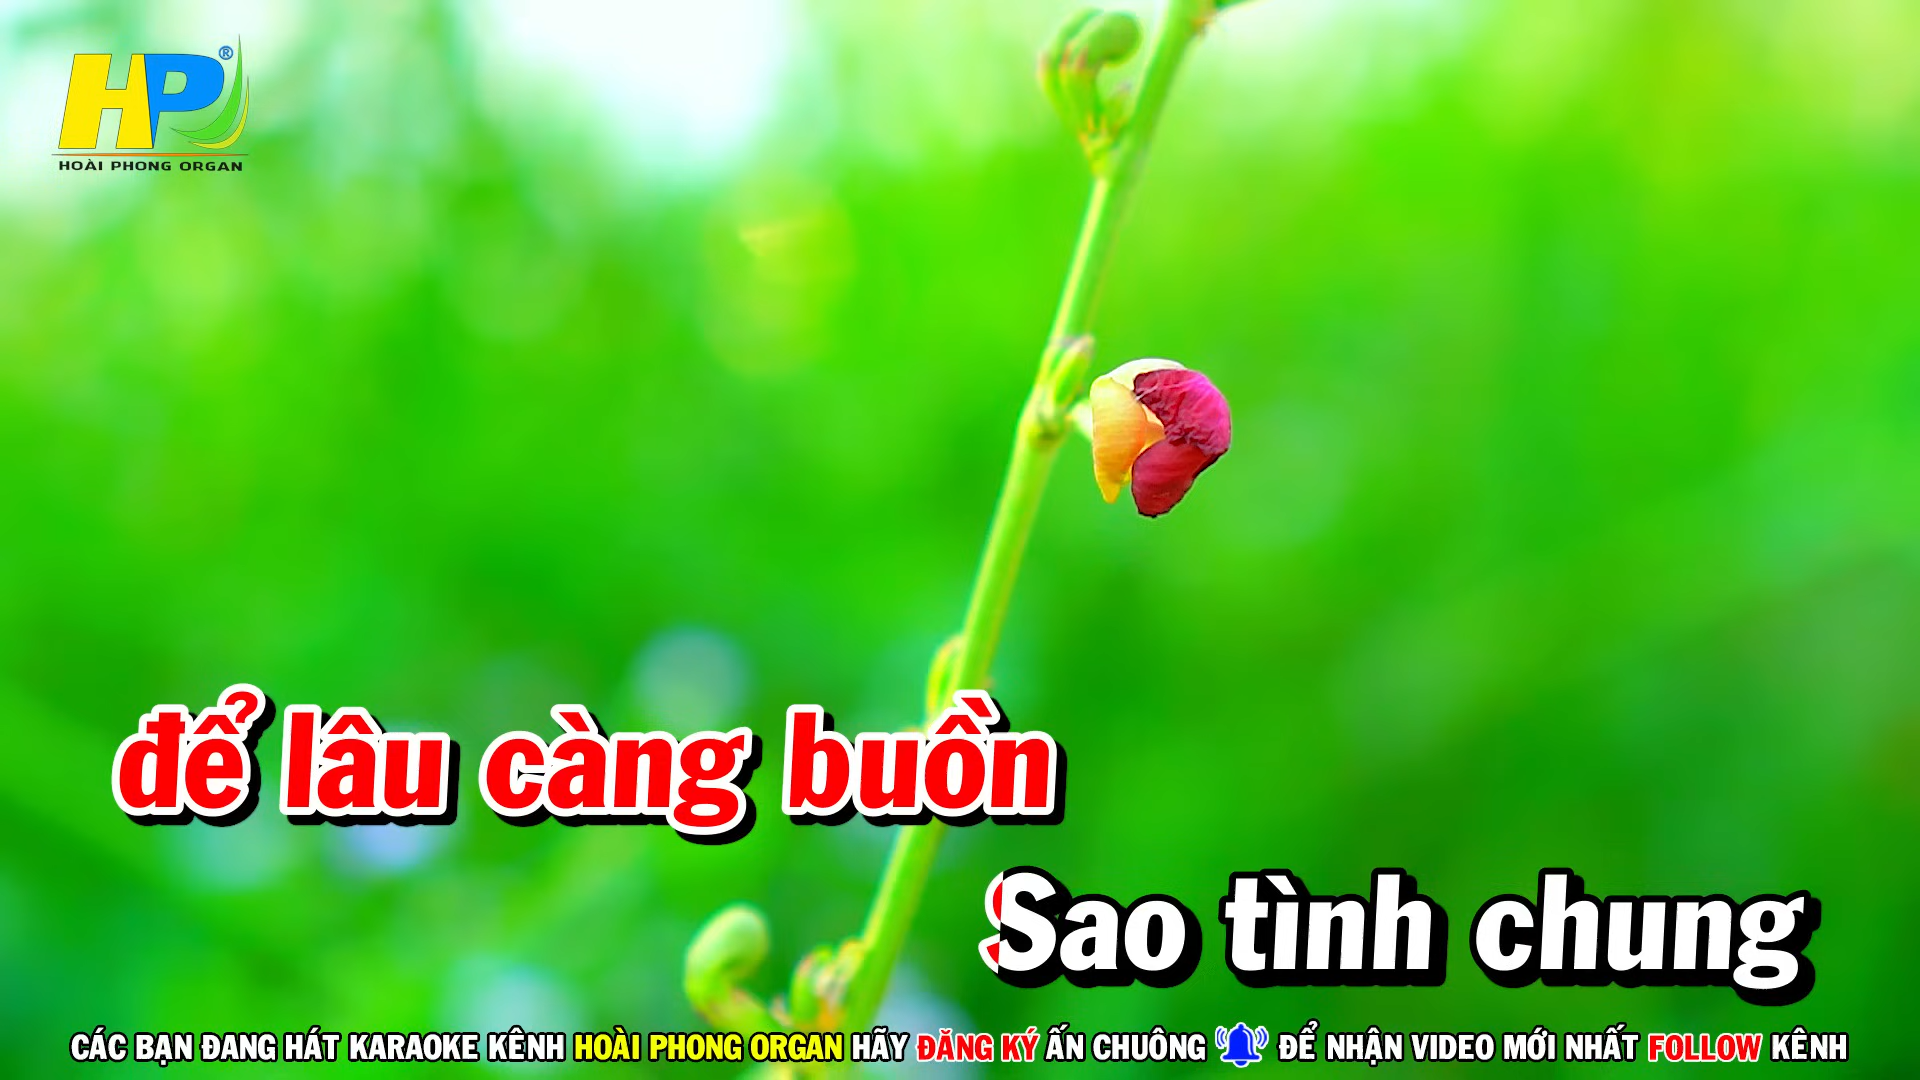 HP®
HOÀI PHONG ORGAN
để lâu càng buồn
Sao tình chung
CÁC BẠN ĐANG HÁT KARAOKE KÊNH HOÀI PHONG ORGAN HÃY ĐĂNG KÝ ẤN CHUÔNG ĐỂ NHẬN VIDEO MỚI NHẤT FOLLOW KÊNH